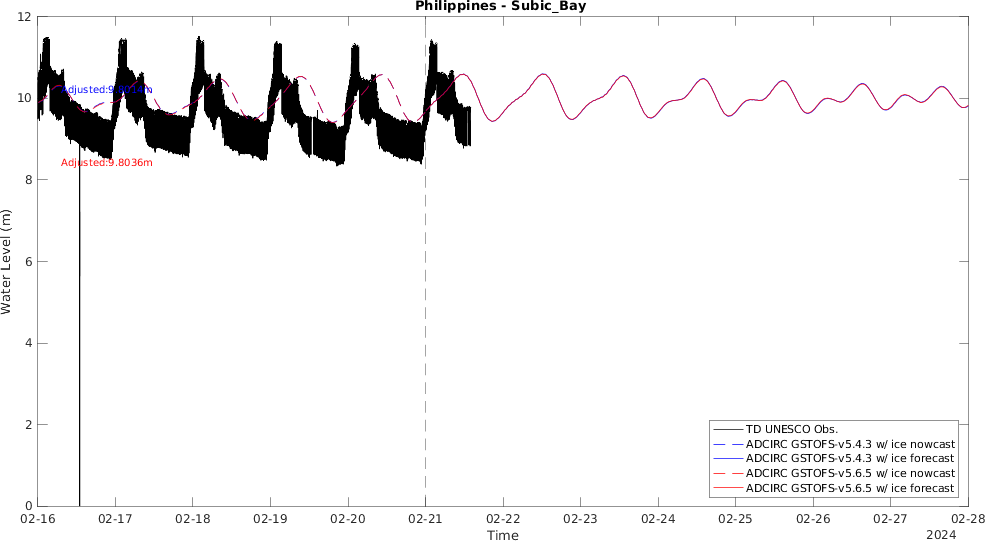 Philippines - Subic_Bay
Water Level (m)
12
10
8
6
4
2
0
Adjusted:9.8036m
02-16
02-17
02-18
02-19
02-20
02-21
02-22
02-23
02-24
02-25
02-26
02-27
02-28
Time
2024
TD UNESCO Obs.
ADCIRC GSTOFS-v5.4.3 w/ ice nowcast
ADCIRC GSTOFS-v5.4.3 w/ ice forecast
ADCIRC GSTOFS-v5.6.5 w/ ice nowcast
ADCIRC GSTOFS-v5.6.5 w/ ice forecast